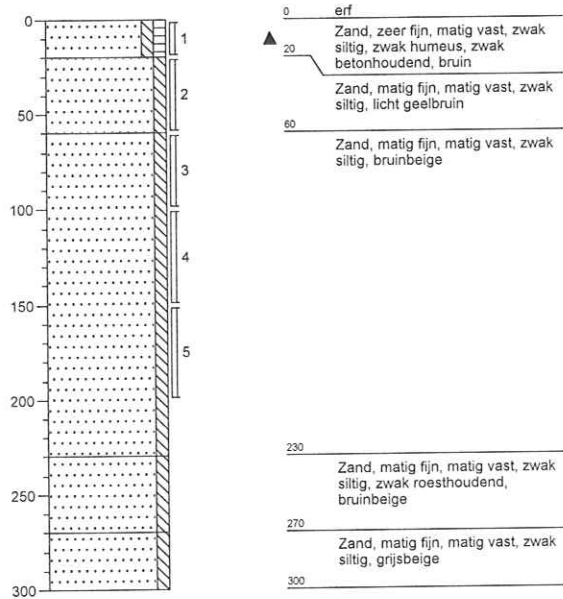 0
50
100
150
200
250
300
1
2
3
4
5
0 erf
Zand, zeer fijn, matig vast, zwak
siltig, zwak humeus, zwak
betonhoudend, bruin
20
Zand, matig fijn, matig vast, zwak
siltig, licht geelbruin
60
Zand, matig fijn, matig vast, zwak
siltig, bruinbeige
230
Zand, matig fijn, matig vast, zwak
siltig, zwak roesthoudend,
bruinbeige
270
Zand, matig fijn, matig vast, zwak
siltig, grijsbeige
300